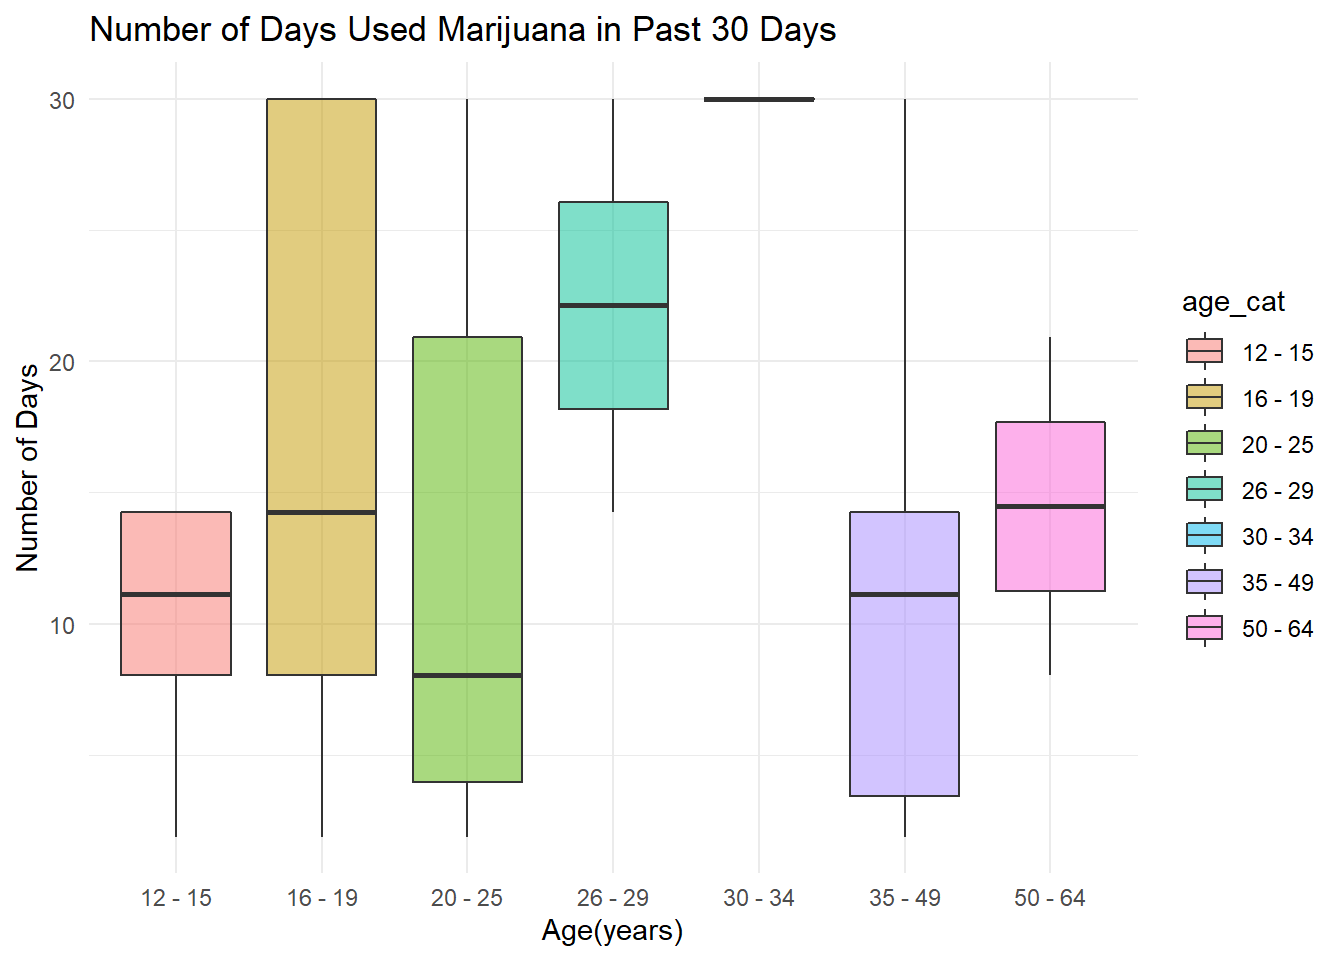 Number of Days Used Marijuana in Past 30 Days
30
20
10
Number of Days
12 - 15
16 - 19
20 - 25
26 - 29
30 - 34
35 - 49
50 - 64
Age(years)
age_cat
12 - 15
16 - 19
20 - 25
26 - 29
30 - 34
35 - 49
50 - 64